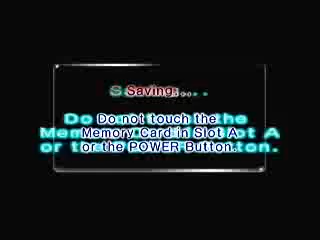 Saving...
Do not touch the
Memory Card in Slot A
or the POWER Button.